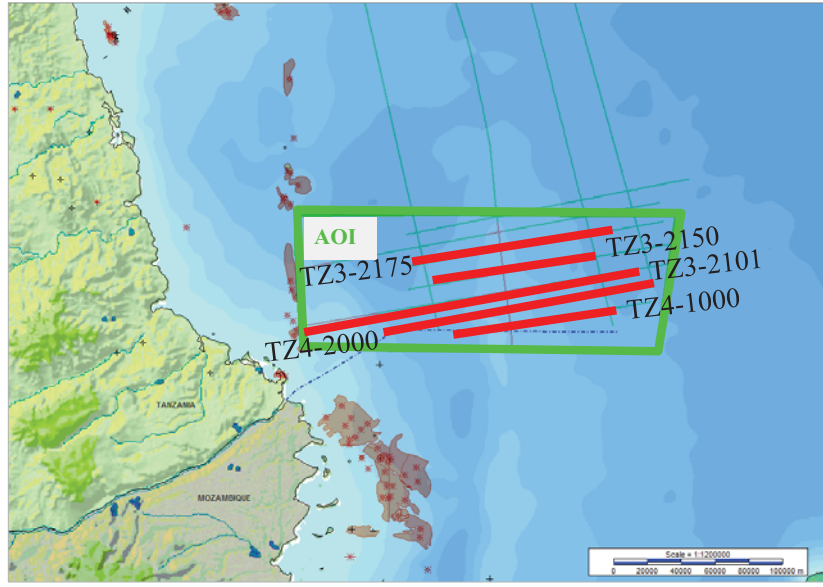 AOI
TZ3-2150
TZ3-2175
TZ3-2101
TZ4-1000
TZ4-2000
TANZANIA
MOZAMBIQUE
Scale = 1:1200000
0 20000 40000 60000 80000 100000 m